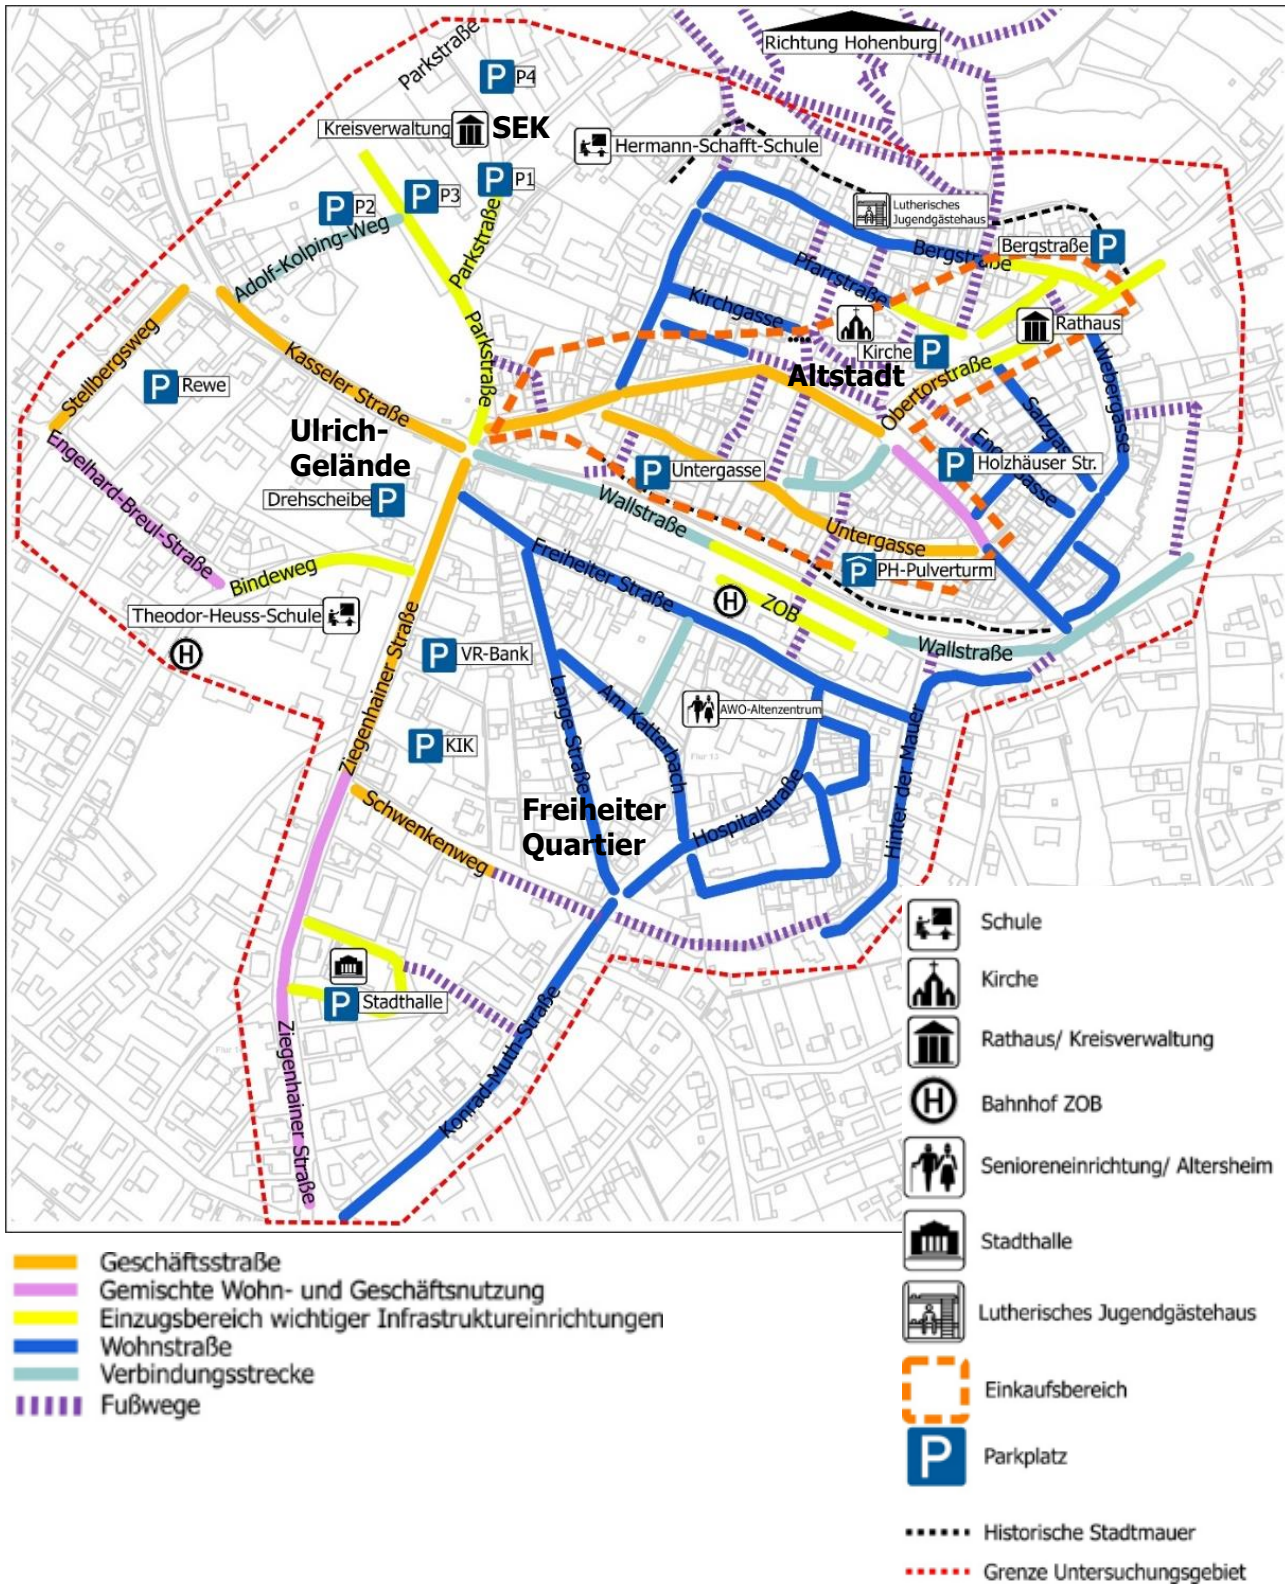 Richtung Hohenburg
Parkstraße
P4
Kreisverwaltung
SEK
Hermann-Schafft-Schule
P1
P3
P2
Lutherisches
Jugendgästehaus
Adolf-Kolping-Weg
Parkstraße
Bergstraße
Bergstraße
Pfarrstraße
Kirchgasse
Rathaus
Kirche
Parkstraße
Kasseler Straße
Stellbergsweg
Rewe
Altstadt
Obertorstraße
Webergasse
Salzgasse
Enggasse
Ulrich-
Gelände
Engelhard-Breul-Straße
Untergasse
Holzhäuser Str.
Drehscheibe
Wallstraße
Untergasse
Freiheiter Straße
PH-Pulverturm
Bindeweg
ZOB
Theodor-Heuss-Schule
Wallstraße
VR-Bank
Ziegenhainer Straße
Lange Straße
Am Katterbach
AWO-Altenzentrum
KIK
Flur 13
Hinter der Mauer
Schwenkenweg
Freiheiter
Quartier
Hospitalstraße
Stadthalle
Konrad-Muth-Straße
Ziegenhainer Straße
Schule
Kirche
Rathaus/ Kreisverwaltung
Bahnhof ZOB
Senioreneinrichtung/ Altersheim
Stadthalle
Lutherisches Jugendgästehaus
Einkaufsbereich
Parkplatz
Historische Stadtmauer
Grenze Untersuchungsgebiet
Geschäftsstraße
Gemischte Wohn- und Geschäftsnutzung
Einzugsbereich wichtiger Infrastruktureinrichtungen
Wohnstraße
Verbindungsstrecke
Fußwege